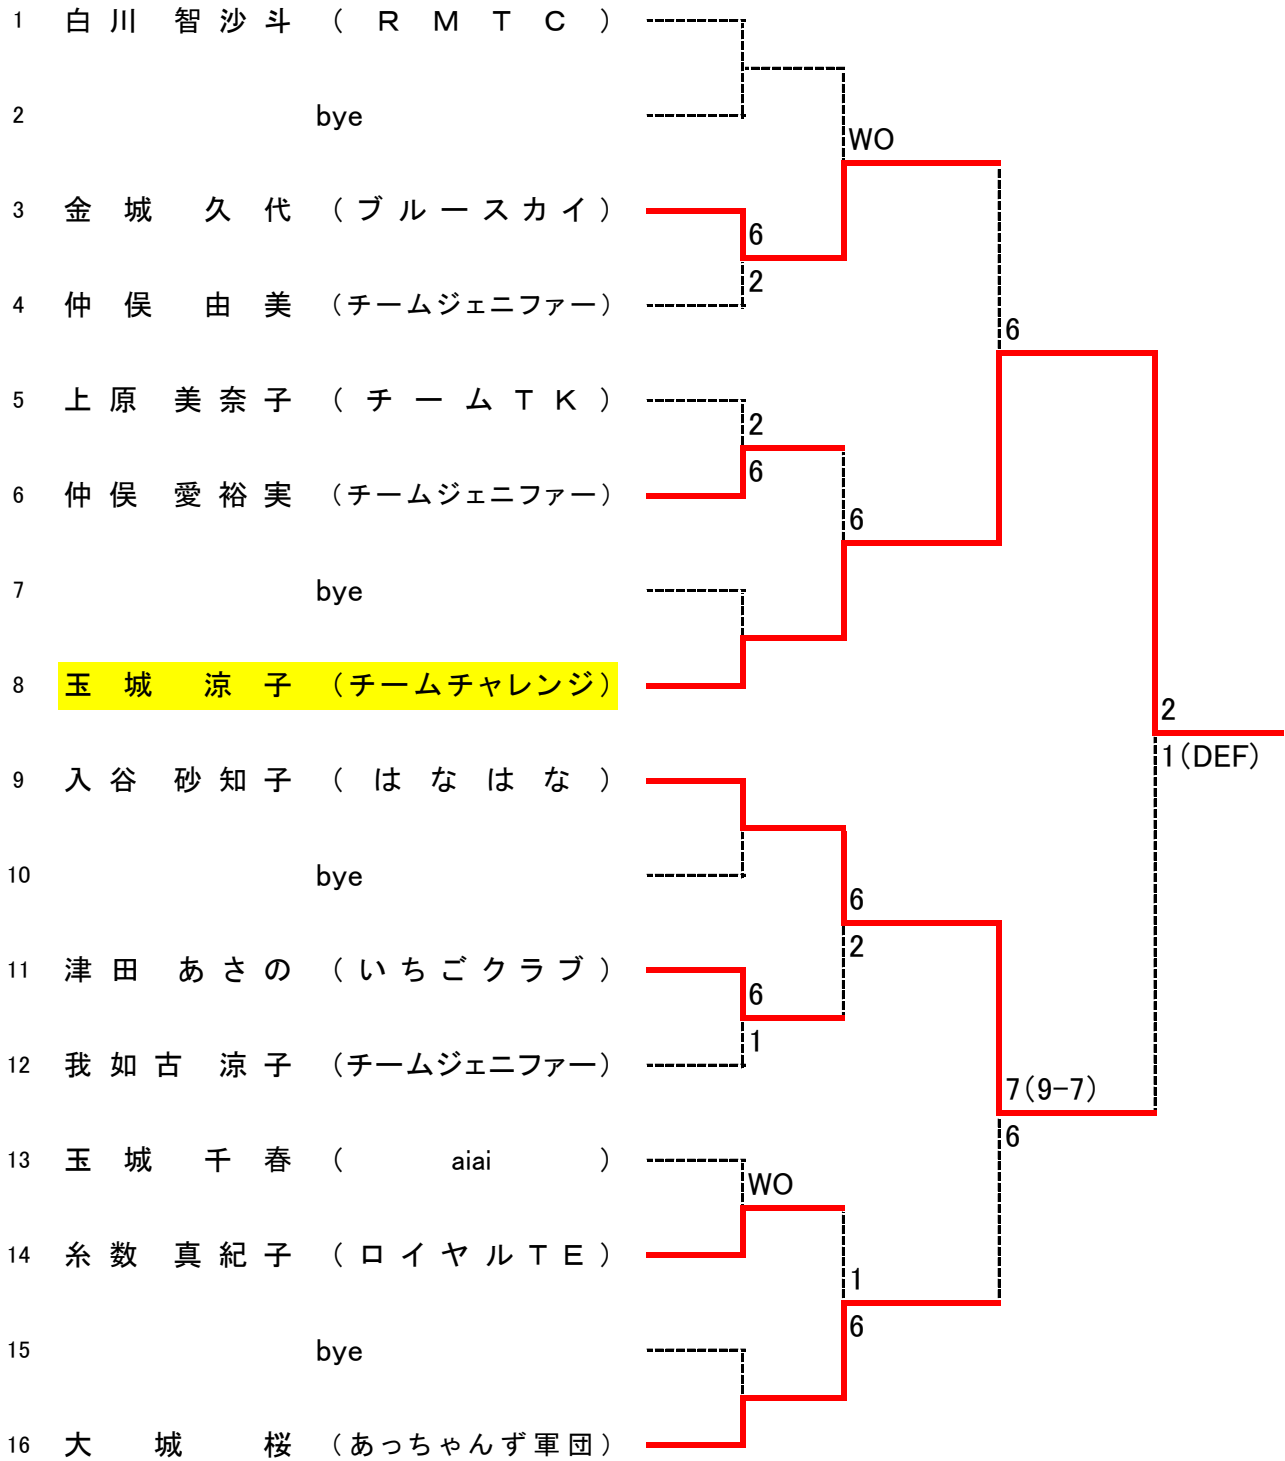 1 白川 智沙斗 (RMTC)
2 bye
WO
3 金城 久代 (ブルースカイ)
6
2
4 仲俣 由美 (チームジェニファー)
6
5 上原 美奈子 (チームTK)
2
6
6 仲俣 愛裕実 (チームジェニファー)
6
7 bye
8 玉城 涼子 (チームチャレンジ)
2
1(DEF)
9 入谷 砂知子 (はなはな)
10 bye
6
2
11 津田 あさの (いちごクラブ)
6
1
12 我如古 涼子 (チームジェニファー)
7(9-7)
6
13 玉城 千春 (aiai)
WO
14 糸数 真紀子 (ロイヤルTE)
1
6
15 bye
16 大城 桜 (あっちゃんず軍団)